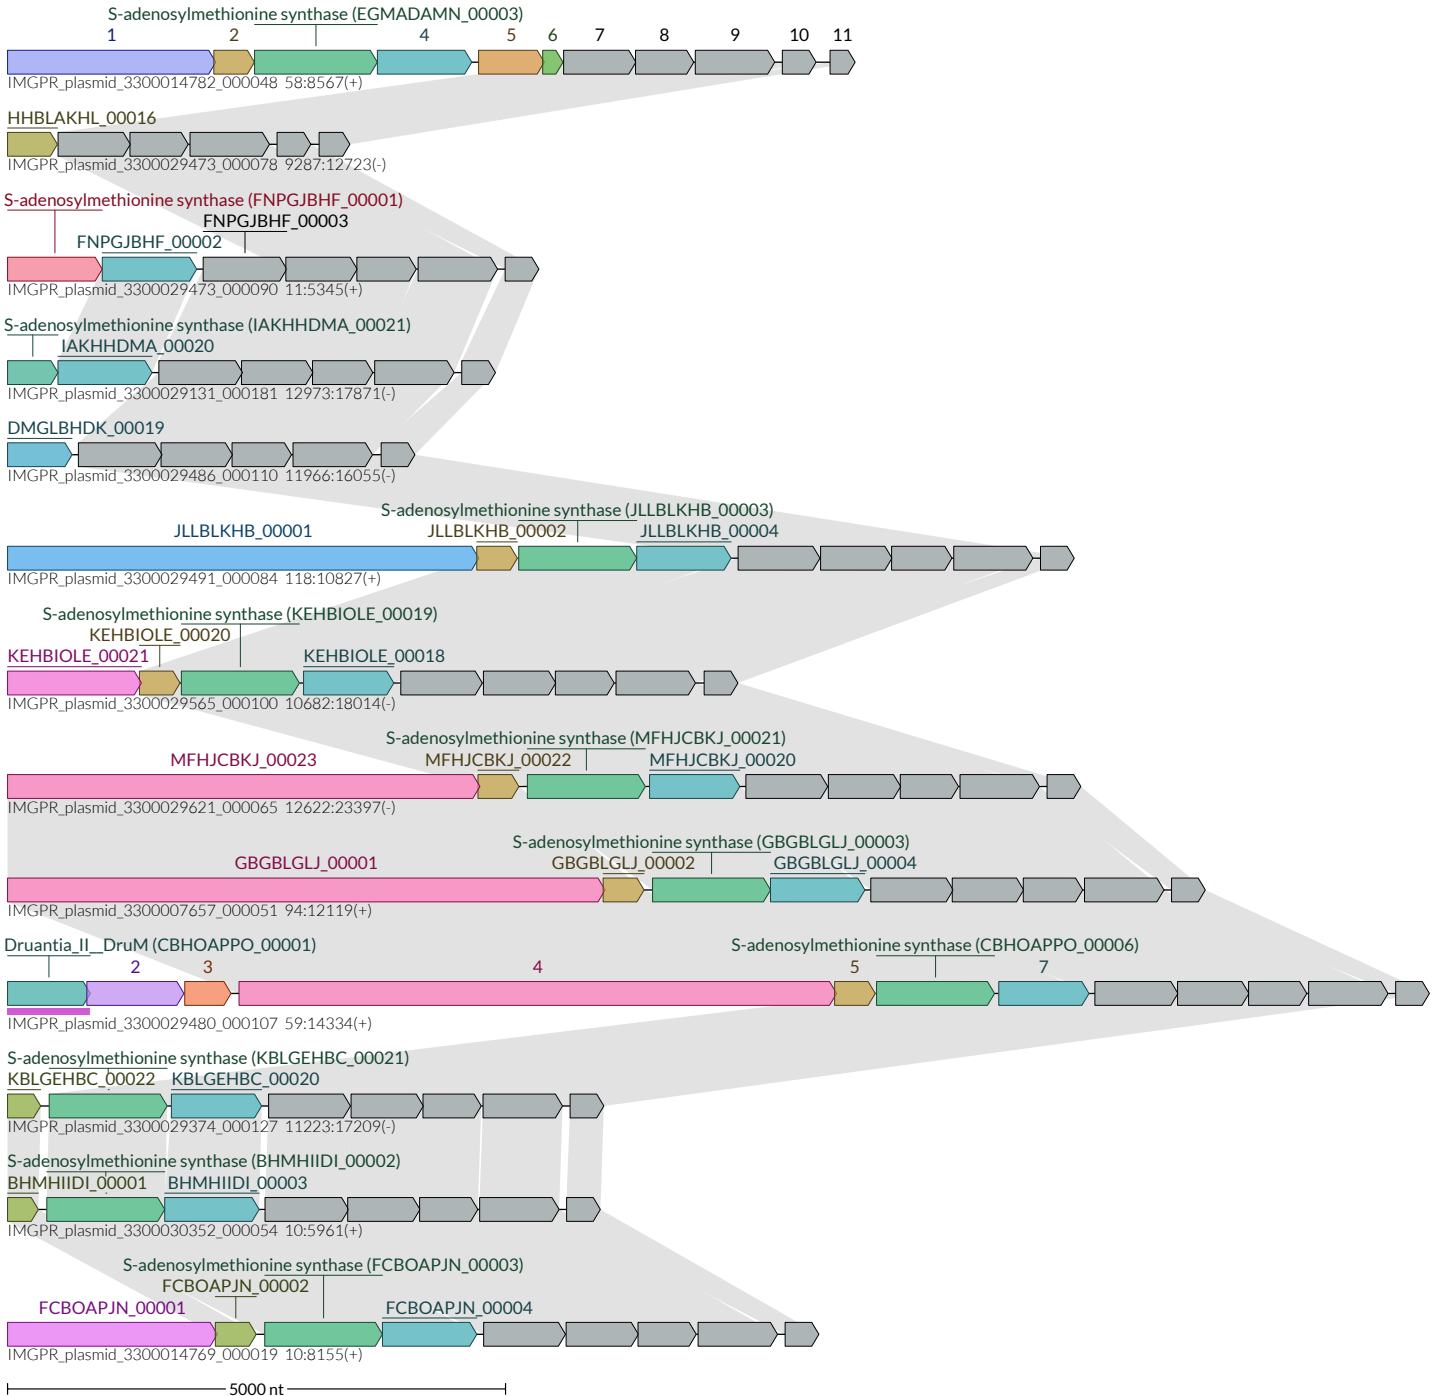 S-adenosylmethionine synthase (EGMADAMN_00003)
1 2 4 5 6 7 8 9 10 11
IMGPR_plasmid_3300014782_000048 58:8567(+)
HHBLAKHL_00016
IMGPR_plasmid_3300029473_000078 9287:12723(-)
S-adenosylmethionine synthase (FNPGJBHF_00001)
FNPGJBHF_00003
FNPGJBHF_00002
IMGPR_plasmid_3300029473_000090 11:5345(+)
S-adenosylmethionine synthase (IAKHHDMA_00021)
IAKHHDMA_00020
IMGPR_plasmid_3300029131_000181 12973:17871(-)
DMGLBHDK_00019
IMGPR_plasmid_3300029486_000110 11966:16055(-)
S-adenosylmethionine synthase (JLLBLKHB_00003)
JLLBLKHB_00001 JLLBLKHB_00002 JLLBLKHB_00004
IMGPR_plasmid_3300029491_000084 118:10827(+)
S-adenosylmethionine synthase (KEHBIOLE_00019)
KEHBIOLE_00020
KEHBIOLE_00021 KEHBIOLE_00018
IMGPR_plasmid_3300029565_000100 10682:18014(-)
S-adenosylmethionine synthase (MFHJCBKJ_00021)
MFHJCBKJ_00023 MFHJCBKJ_00022 MFHJCBKJ_00020
IMGPR_plasmid_3300029621_000065 12622:23397(-)
S-adenosylmethionine synthase (GBGBLGLJ_00003)
GBGBLGLJ_00001 GBGBLGLJ_00002 GBGBLGLJ_00004
IMGPR_plasmid_3300007657_000051 94:12119(+)
Druantia_II__DruM (CBHOAPPO_00001) S-adenosylmethionine synthase (CBHOAPPO_00006)
2 3 4 5 7
IMGPR_plasmid_3300029480_000107 59:14334(+)
S-adenosylmethionine synthase (KBLGEHBC_00021)
KBLGEHBC_00022 KBLGEHBC_00020
IMGPR_plasmid_3300029374_000127 11223:17209(-)
S-adenosylmethionine synthase (BHMHIIDI_00002)
BHMHIIDI_00001 BHMHIIDI_00003
IMGPR_plasmid_3300030352_000054 10:5961(+)
S-adenosylmethionine synthase (FCBOAPJN_00003)
FCBOAPJN_00002
FCBOAPJN_00001 FCBOAPJN_00004
IMGPR_plasmid_3300014769_000019 10:8155(+)
5000 nt